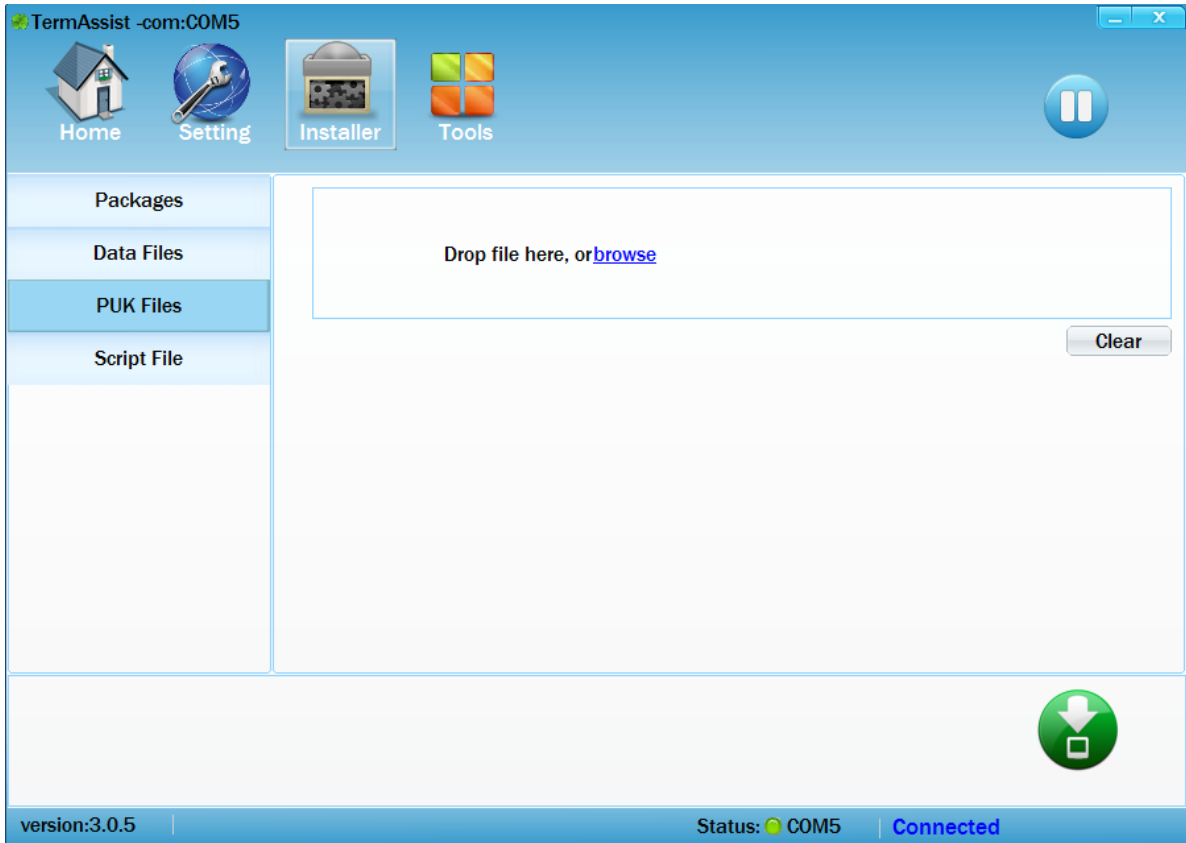 TermAssist -com:COM5
Home
Setting
Installer
Tools
Packages
Data Files
PUK Files
Script File
Drop file here, orbrowse
Clear
version:3.0.5
Status: COM5
Connected